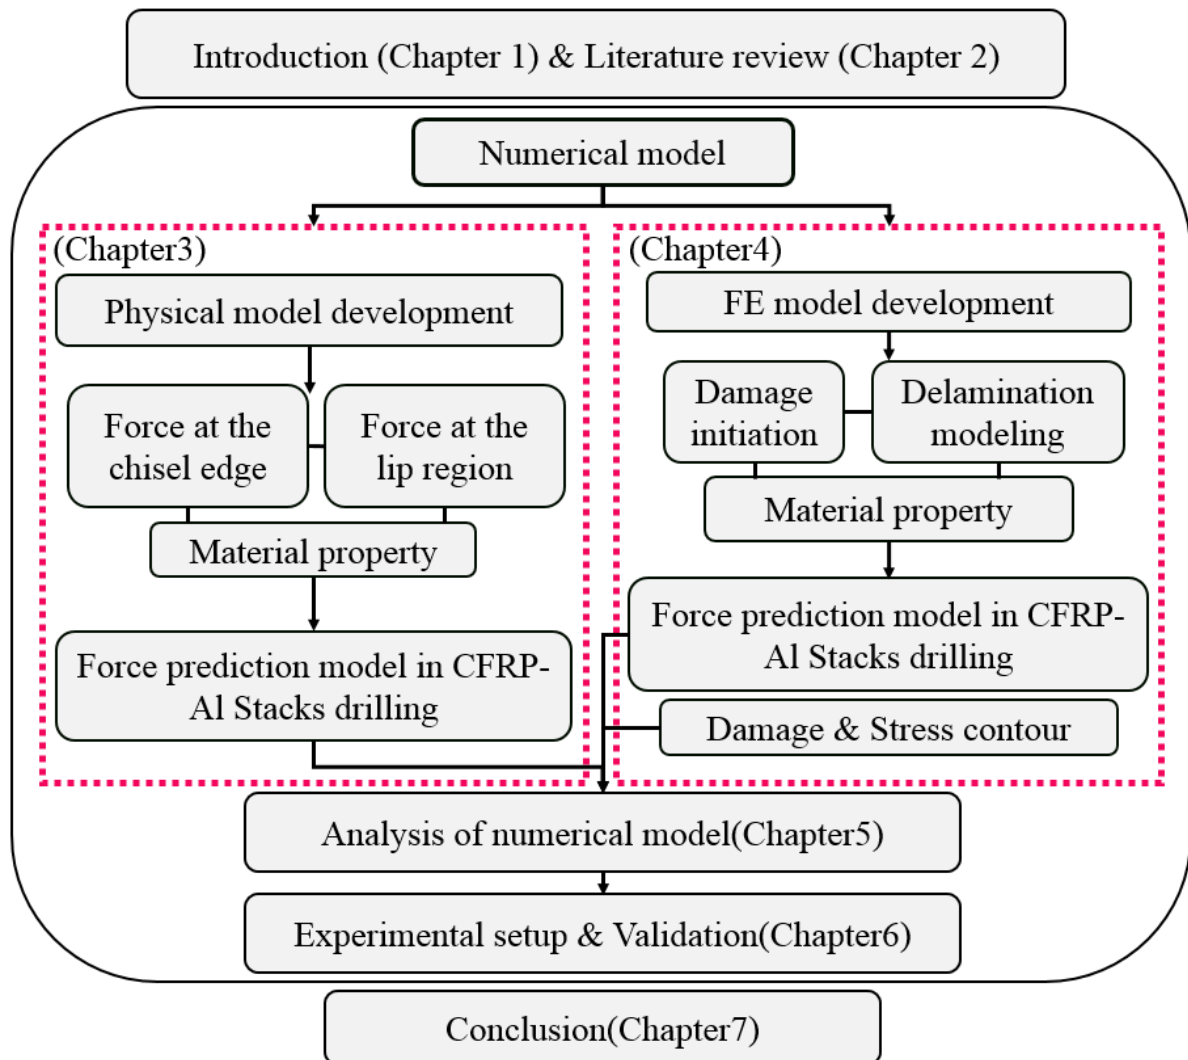 Introduction (Chapter 1) & Literature review (Chapter 2)
Numerical model
(Chapter3)
Physical model development
Force at the
chisel edge
Force at the
lip region
Material property
Force prediction model in CFRP-
Al Stacks drilling
(Chapter4)
FE model development
Damage
initiation
Delamination
modeling
Material property
Force prediction model in CFRP-
Al Stacks drilling
Damage & Stress contour
Analysis of numerical model(Chapter5)
Experimental setup & Validation(Chapter6)
Conclusion(Chapter7)